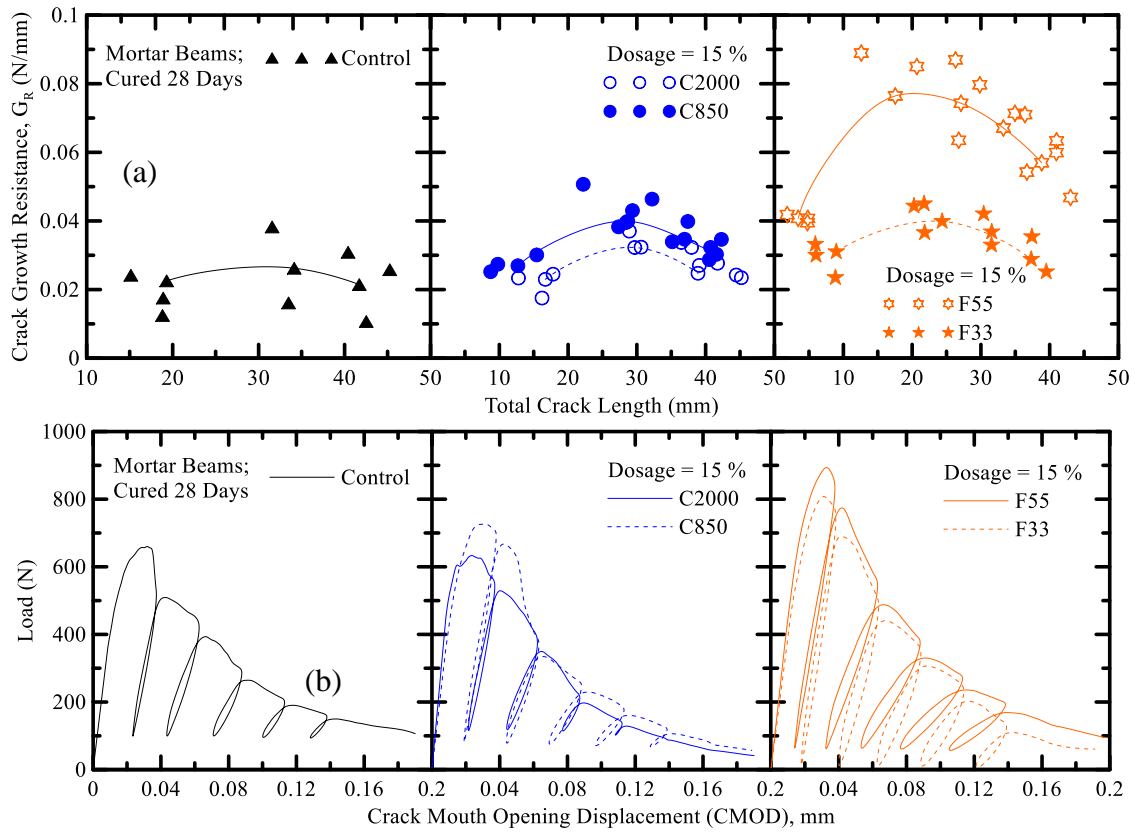 0.1
0.08
0.06
0.04
0.02
0
Crack Growth Resistance, G_R (N/mm)
Mortar Beams;
Cured 28 Days
Control
(a)
Dosage = 15 %
C2000
C850
Dosage = 15 %
F55
F33
10 20 30 40 50 10 20 30 40 50 10 20 30 40 50
Total Crack Length (mm)
1000
800
600
400
200
0
Load (N)
Mortar Beams;
Cured 28 Days
Control
(b)
Dosage = 15 %
C2000
C850
Dosage = 15 %
F55
F33
0 0.04 0.08 0.12 0.16 0.2 0.04 0.08 0.12 0.16 0.2 0.04 0.08 0.12 0.16 0.2
Crack Mouth Opening Displacement (CMOD), mm